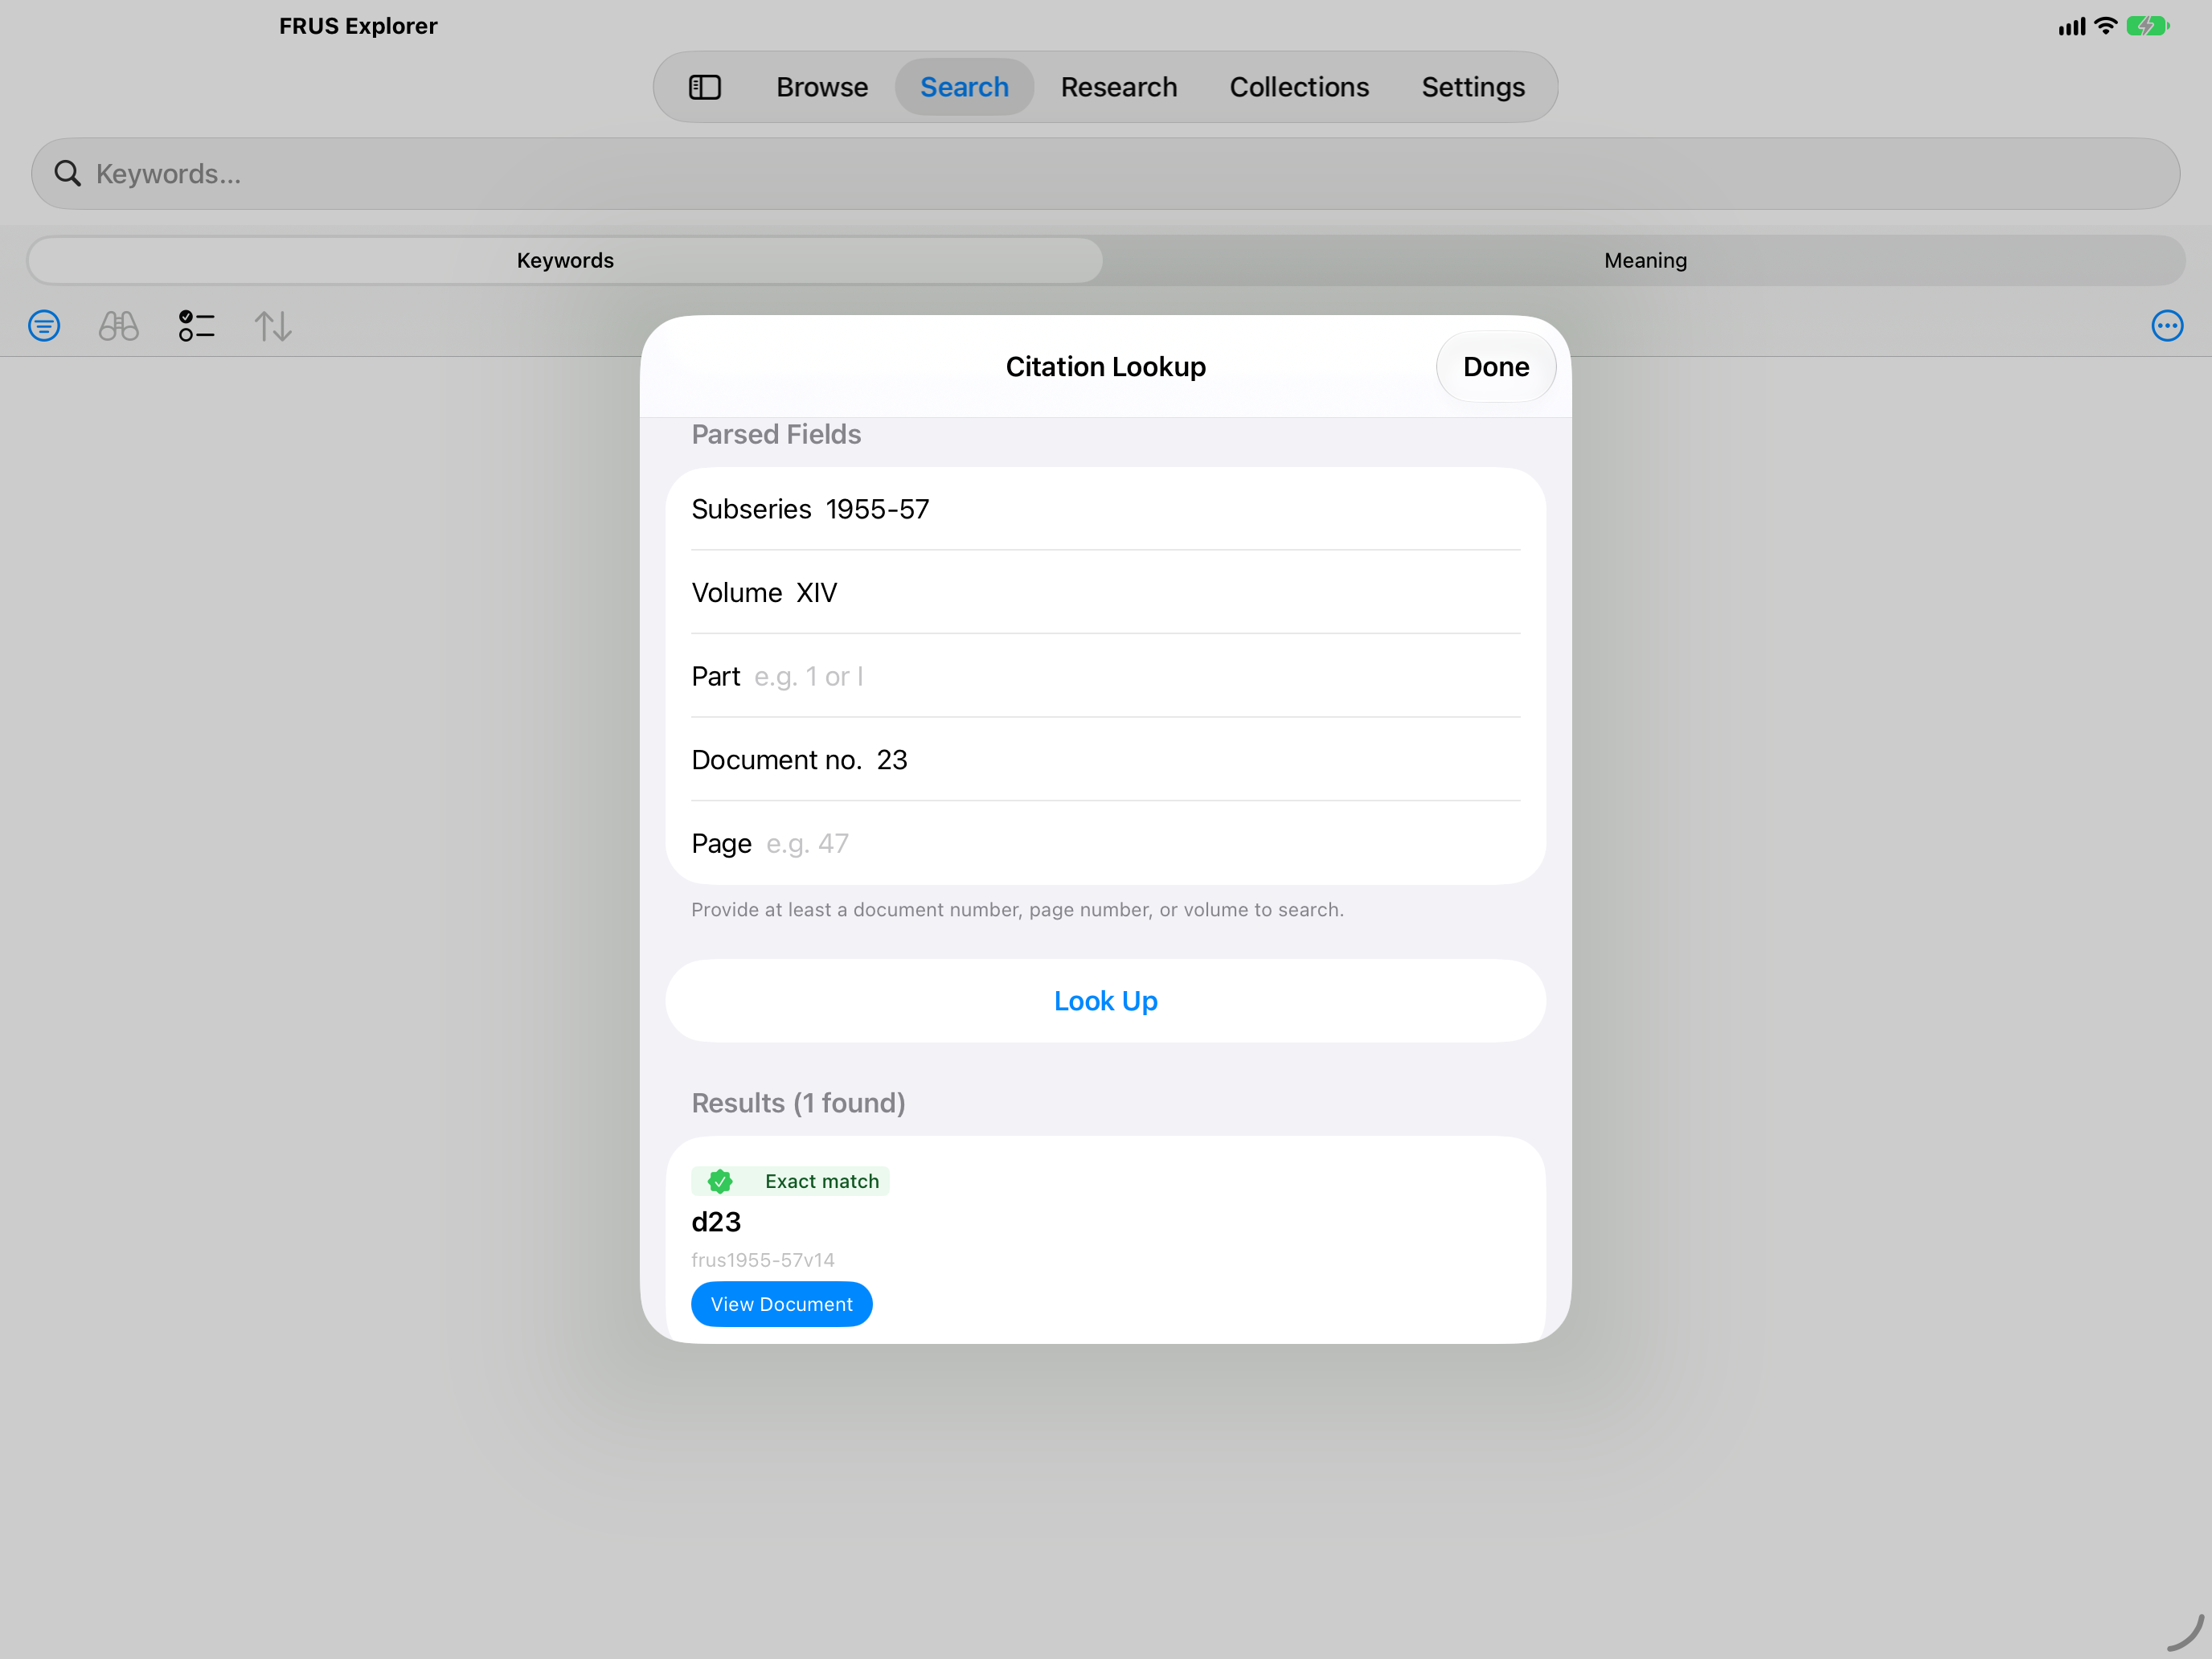 FRUS Explorer
Browse
Search
Research
Collections
Settings
Keywords...
Keywords
Meaning
Citation Lookup
Done
Parsed Fields
Subseries 1955-57
Volume XIV
Part e.g. 1 or I
Document no. 23
Page e.g. 47
Provide at least a document number, page number, or volume to search.
Look Up
Results (1 found)
Exact match
d23
frus1955-57v14
View Document